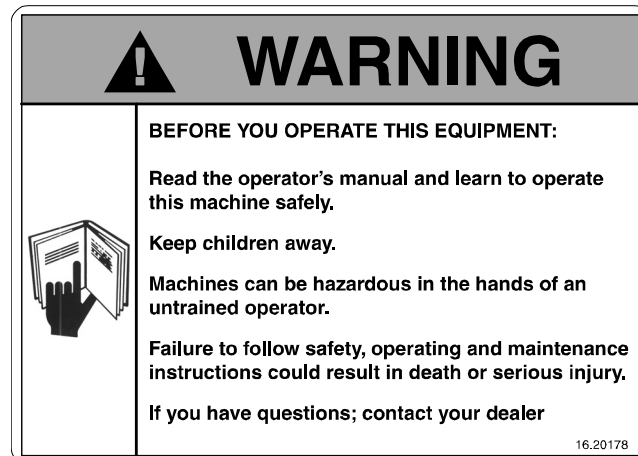 WARNING
BEFORE YOU OPERATE THIS EQUIPMENT:
Read the operator's manual and learn to operate
this machine safely.
Keep children away.
Machines can be hazardous in the hands of an
untrained operator.
Failure to follow safety, operating and maintenance
instructions could result in death or serious injury.
If you have questions; contact your dealer
16.20178